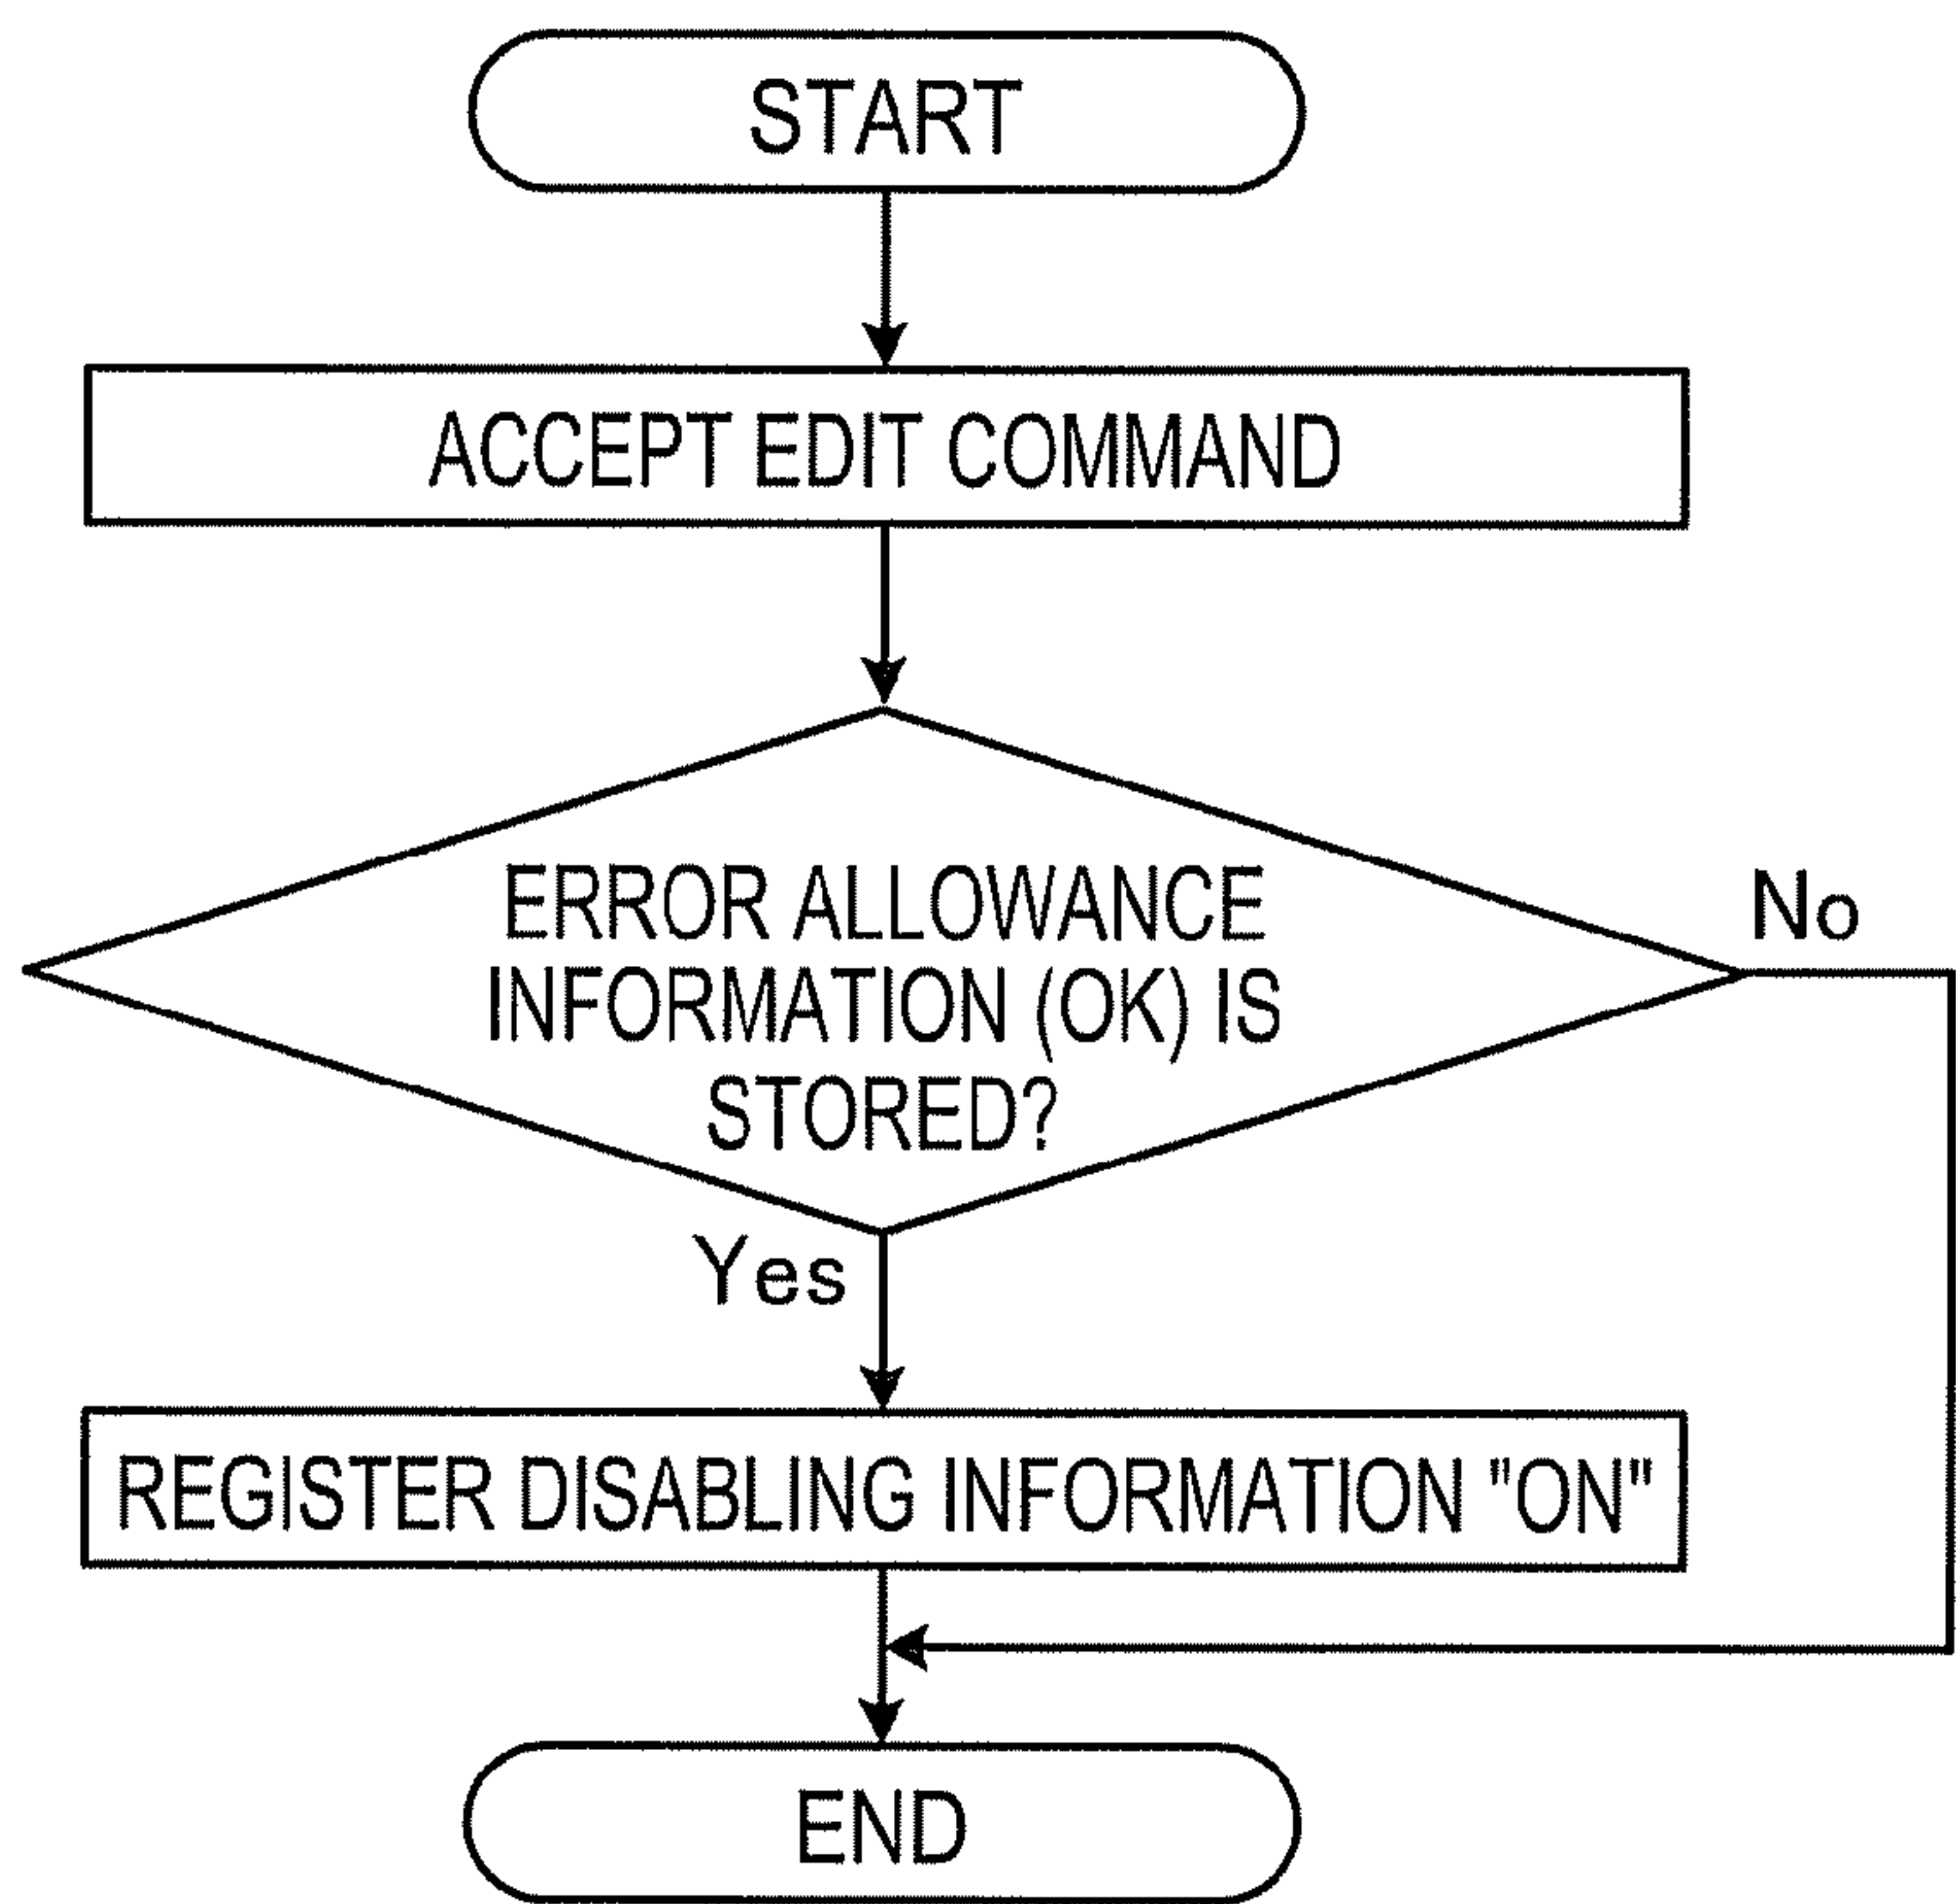 START
ACCEPT EDIT COMMAND
ERROR ALLOWANCE
INFORMATION (OK) IS
STORED?
No
Yes
REGISTER DISABLING INFORMATION "ON"
END